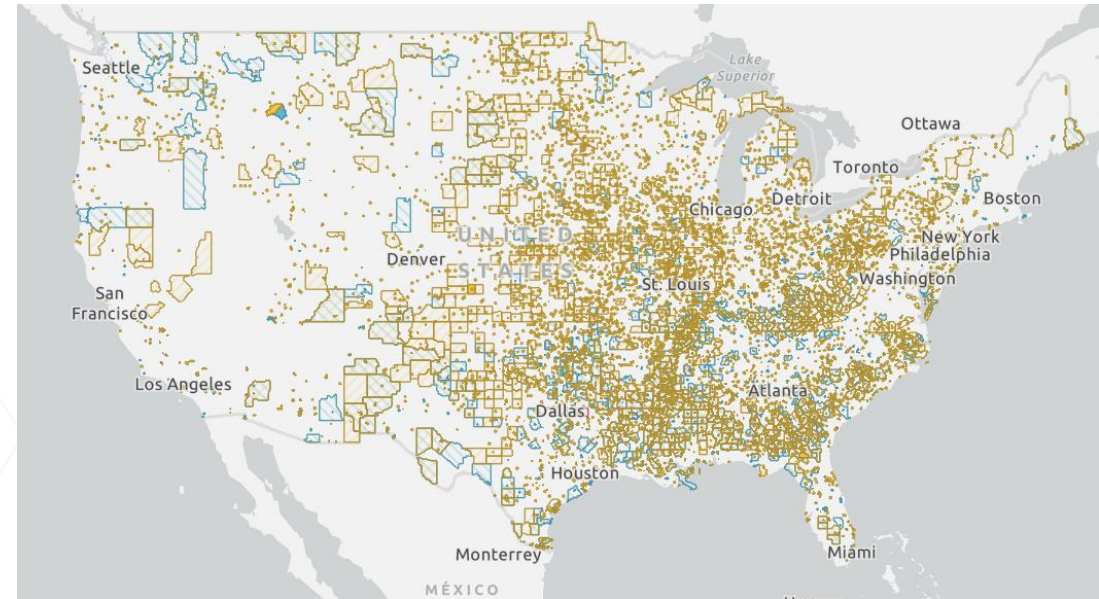 Seattle
Lake
Superior
Ottawa
Toronto
Boston
Chicago
Detroit
New York
UNITED
Philadelphia
Denver
STATES
St. Louis
Washington
San
Francisco
Los Angeles
Atlanta
Dallas
Houston
Monterrey
Miami
MÉXICO